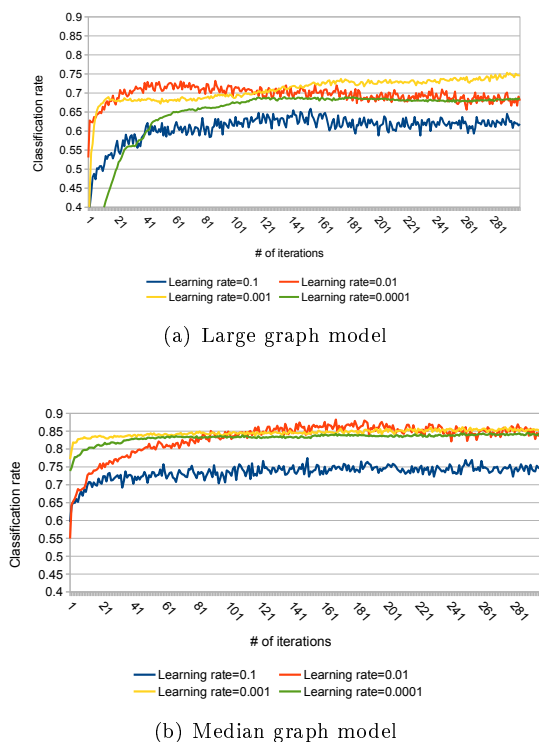 0.9
0.85
0.8
0.75
0.7
0.65
0.6
0.55
0.5
0.45
0.4
Classification rate
1 21 41 61 81 101 121 141 161 181 201 221 241 261 281
# of iterations
Learning rate=0.1 Learning rate=0.01
Learning rate=0.001 Learning rate=0.0001
(a) Large graph model
0.9
0.85
0.8
0.75
0.7
0.65
0.6
0.55
0.5
0.45
0.4
Classification rate
1 21 41 61 81 101 121 141 161 181 201 221 241 261 281
# of iterations
Learning rate=0.1 Learning rate=0.01
Learning rate=0.001 Learning rate=0.0001
(b) Median graph model